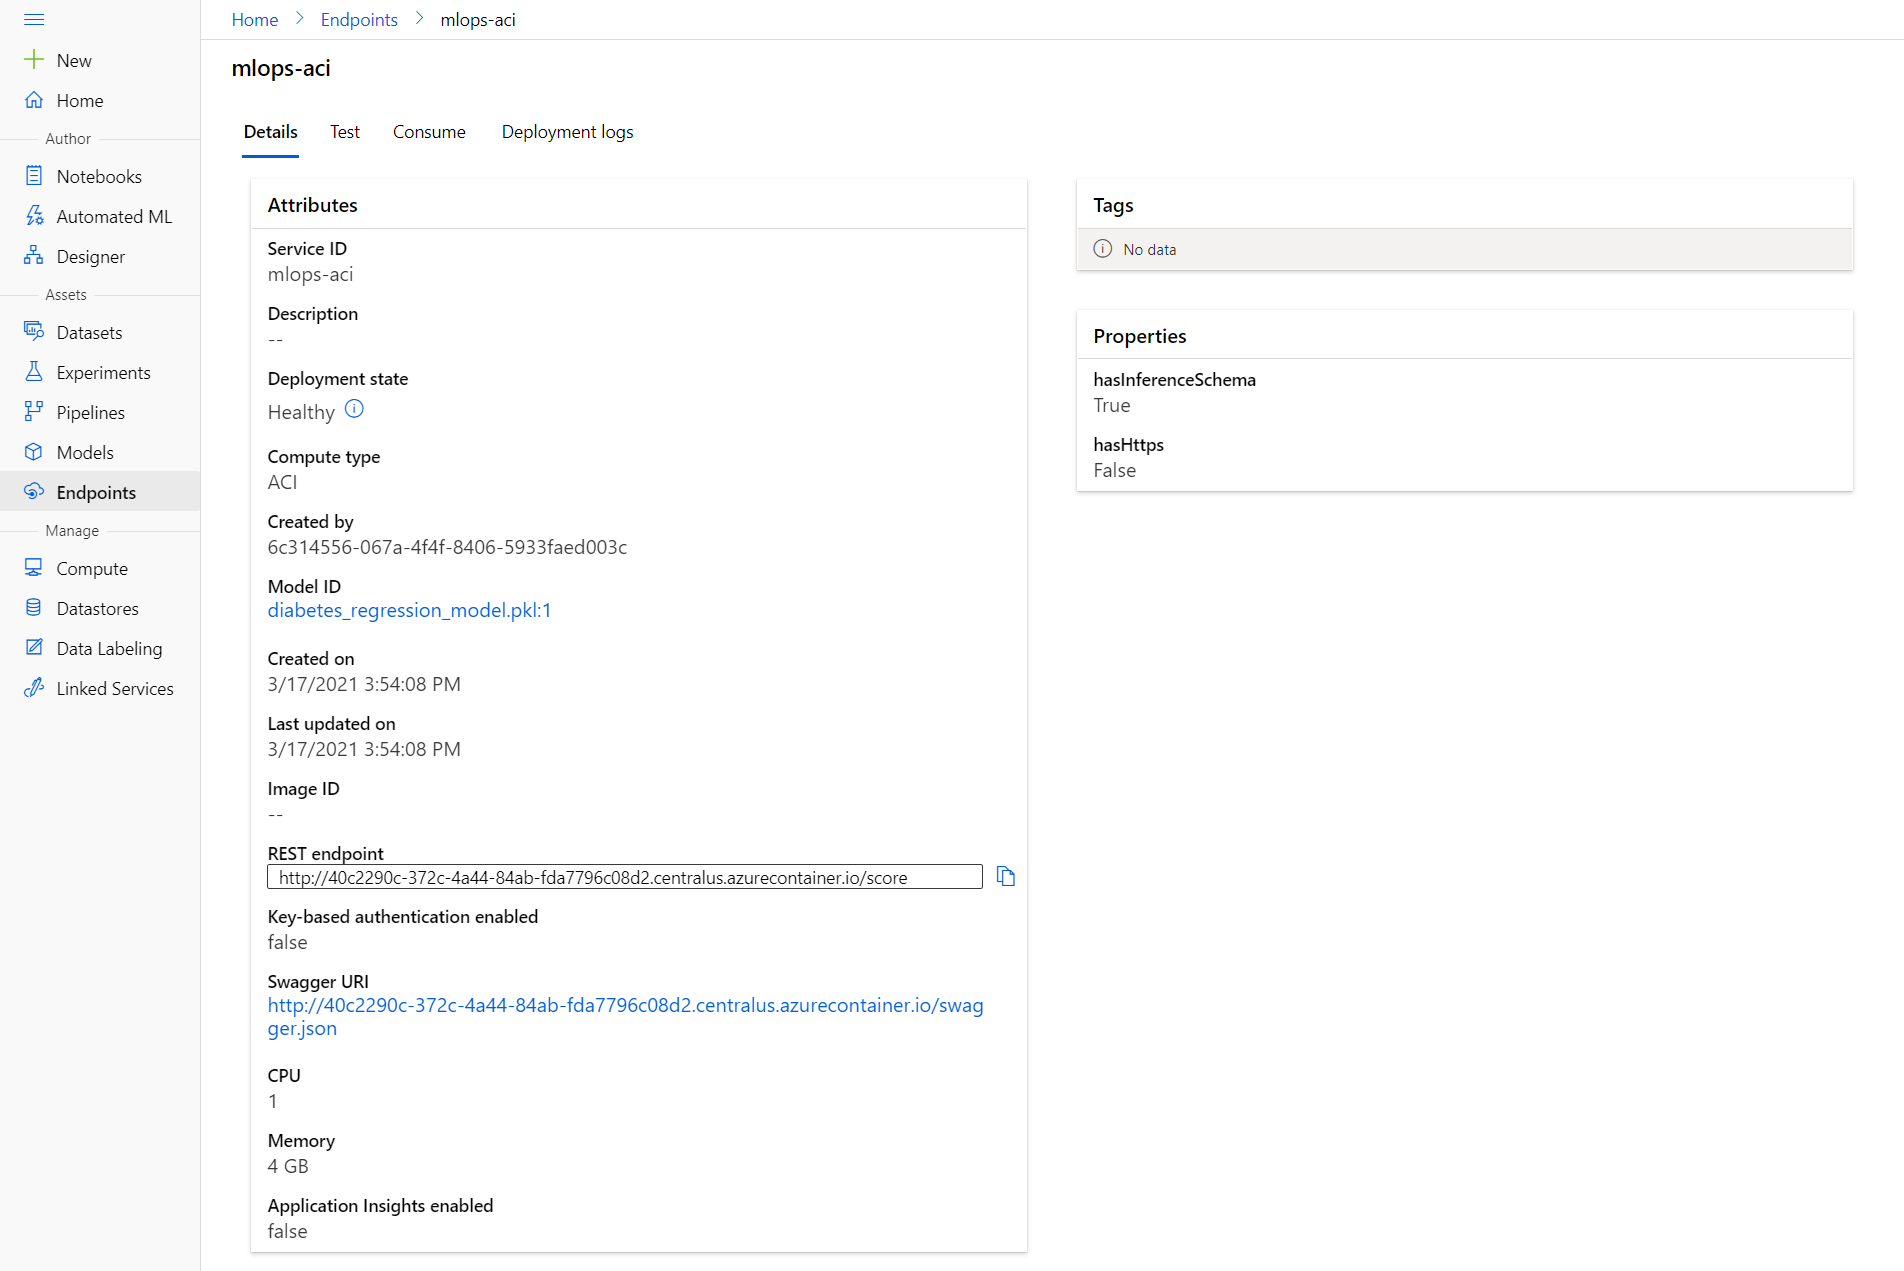 Home > Endpoints > mlops-aci
New
Home
Author
Notebooks
Automated ML
Designer
Assets
Datasets
Experiments
Pipelines
Models
Endpoints
Manage
Compute
Datastores
Data Labeling
Linked Services
mlops-aci
Details Test Consume Deployment logs
Attributes
Service ID
mlops-aci
Description
--
Deployment state
Healthy
Compute type
ACI
Created by
6c314556-067a-4f4f-8406-5933faed003c
Model ID
diabetes_regression_model.pkl:1
Created on
3/17/2021 3:54:08 PM
Last updated on
3/17/2021 3:54:08 PM
Image ID
--
REST endpoint
http://40c2290c-372c-4a44-84ab-fda7796c08d2.centralus.azurecontainer.io/score
Key-based authentication enabled
false
Swagger URI
http://40c2290c-372c-4a44-84ab-fda7796c08d2.centralus.azurecontainer.io/swag
ger.json
CPU
1
Memory
4 GB
Application Insights enabled
false
Tags
No data
Properties
hasInferenceSchema
True
hasHttps
False